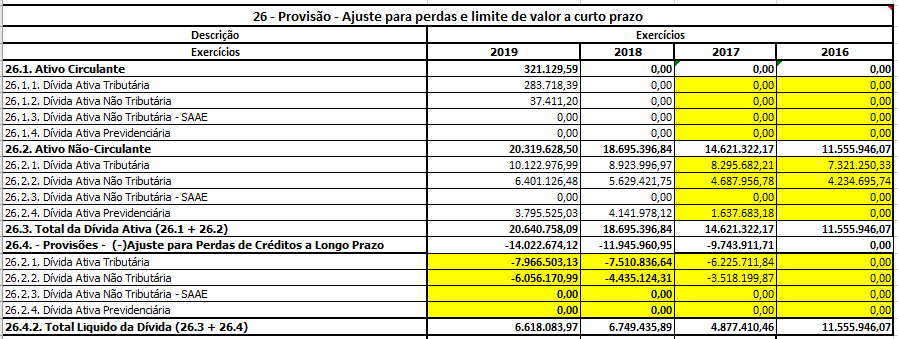 26 - Provisão - Ajuste para perdas e limite de valor a curto prazo
Descrição Exercícios
Exercícios 2019 2018 2017 2016
26.1. Ativo Circulante 321.129,59 0,00 0,00 0,00
26.1.1. Dívida Ativa Tributária 283.718,39 0,00 0,00 0,00
26.1.2. Dívida Ativa Não Tributária 37.411,20 0,00 0,00 0,00
26.1.3. Dívida Ativa Não Tributária - SAAE 0,00 0,00 0,00 0,00
26.1.4. Dívida Ativa Previdenciária 0,00 0,00 0,00 0,00
26.2. Ativo Não-Circulante 20.319.628,50 18.695.396,84 14.621.322,17 11.555.946,07
26.2.1. Dívida Ativa Tributária 10.122.976,99 8.923.996,97 8.295.682,21 7.321.250,33
26.2.2. Dívida Ativa Não Tributária 6.401.126,48 5.629.421,75 4.687.956,78 4.234.695,74
26.2.3. Dívida Ativa Não Tributária - SAAE 0,00 0,00 0,00 0,00
26.2.4. Dívida Ativa Previdenciária 3.795.525,03 4.141.978,12 1.637.683,18 0,00
26.3. Total da Dívida Ativa (26.1 + 26.2) 20.640.758,09 18.695.396,84 14.621.322,17 11.555.946,07
26.4. - Provisões - (-)Ajuste para Perdas de Créditos a Longo Prazo -14.022.674,12 -11.945.960,95 -9.743.911,71 0,00
26.2.1. Dívida Ativa Tributária -7.966.503,13 -7.510.836,64 -6.225.711,84 0,00
26.2.2. Dívida Ativa Não Tributária -6.056.170,99 -4.435.124,31 -3.518.199,87 0,00
26.2.3. Dívida Ativa Não Tributária - SAAE 0,00 0,00 0,00 0,00
26.2.4. Dívida Ativa Previdenciária 0,00 0,00 0,00 0,00
26.4.2. Total Liquido da Dívida (26.3 + 26.4) 6.618.083,97 6.749.435,89 4.877.410,46 11.555.946,07